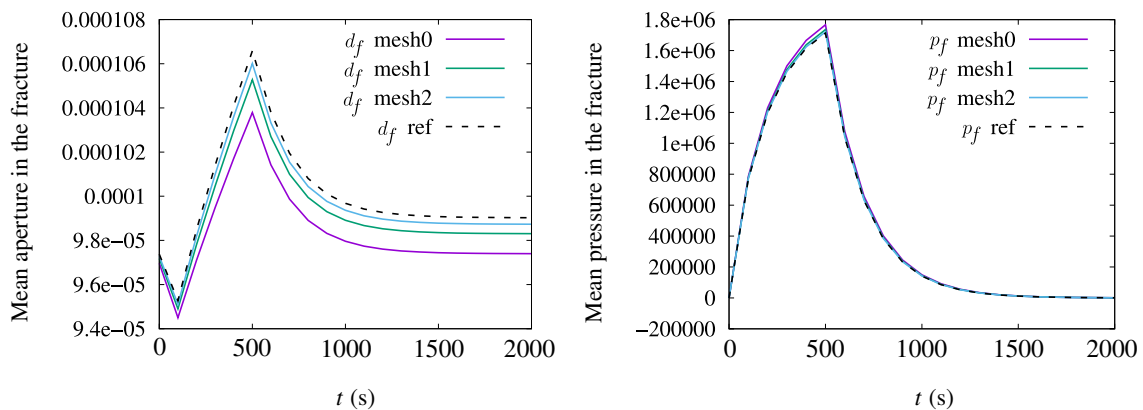 Mean aperture in the fracture
0.000108
0.000106
0.000104
0.000102
0.0001
9.8e−05
9.6e−05
9.4e−05
d_f mesh0
d_f mesh1
d_f mesh2
d_f ref
0 500 1000 1500 2000
t (s)
Mean pressure in the fracture
1.8e+06
1.6e+06
1.4e+06
1.2e+06
1e+06
800000
600000
400000
200000
0
−200000
p_f mesh0
p_f mesh1
p_f mesh2
p_f ref
0 500 1000 1500 2000
t (s)